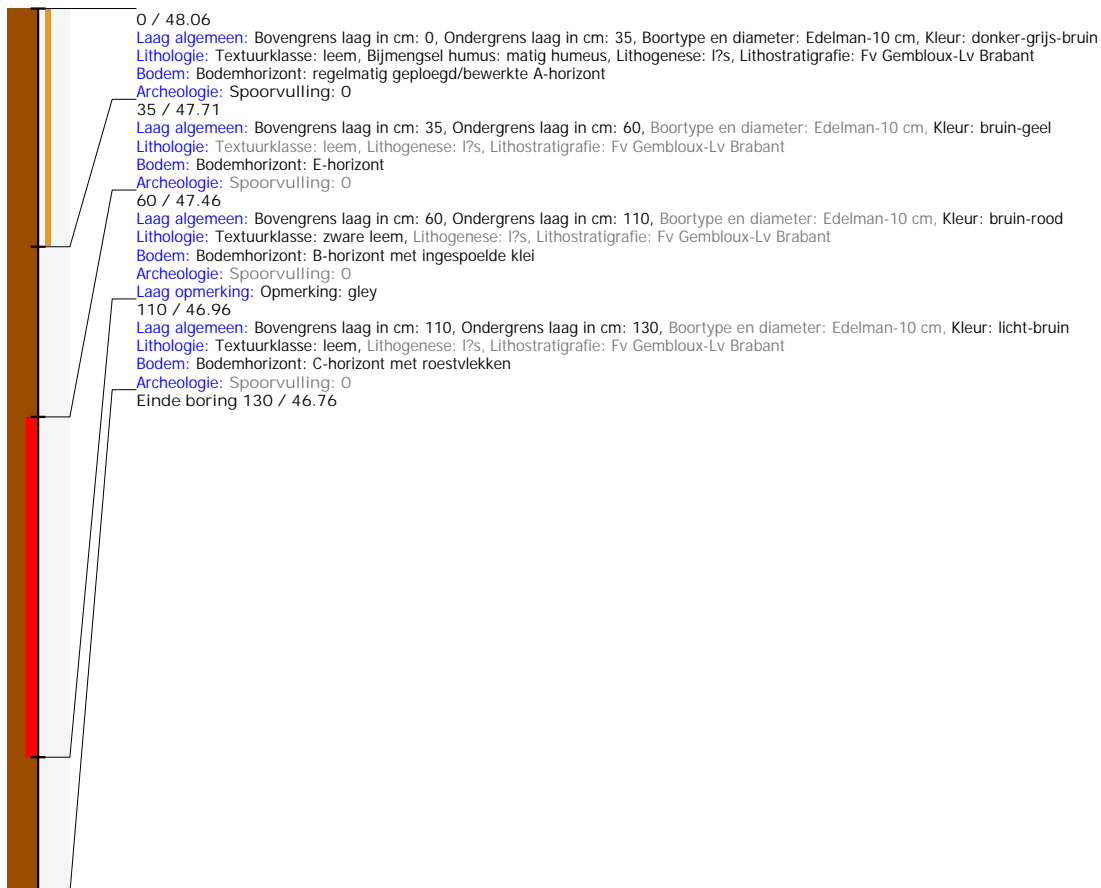 0 / 48.06
Laag algemeen: Bovengrens laag in cm: 0, Ondergrens laag in cm: 35, Boortype en diameter: Edelman-10 cm, Kleur: donker-grijs-bruin
Lithologie: Textuurklasse: leem, Bijmengsel humus: matig humeus, Lithogenese: l?s, Lithostratigrafie: Fv Gembloux-Lv Brabant
Bodem: Bodemhorizont: regelmatig geploegd/bewerkte A-horizont
Archeologie: Spoorvulling: 0
35 / 47.71
Laag algemeen: Bovengrens laag in cm: 35, Ondergrens laag in cm: 60, Boortype en diameter: Edelman-10 cm, Kleur: bruin-geel
Lithologie: Textuurklasse: leem, Lithogenese: l?s, Lithostratigrafie: Fv Gembloux-Lv Brabant
Bodem: Bodemhorizont: E-horizont
Archeologie: Spoorvulling: 0
60 / 47.46
Laag algemeen: Bovengrens laag in cm: 60, Ondergrens laag in cm: 110, Boortype en diameter: Edelman-10 cm, Kleur: bruin-rood
Lithologie: Textuurklasse: zware leem, Lithogenese: l?s, Lithostratigrafie: Fv Gembloux-Lv Brabant
Bodem: Bodemhorizont: B-horizont met ingespoelde klei
Archeologie: Spoorvulling: 0
Laag opmerking: Opmerking: gley
110 / 46.96
Laag algemeen: Bovengrens laag in cm: 110, Ondergrens laag in cm: 130, Boortype en diameter: Edelman-10 cm, Kleur: licht-bruin
Lithologie: Textuurklasse: leem, Lithogenese: l?s, Lithostratigrafie: Fv Gembloux-Lv Brabant
Bodem: Bodemhorizont: C-horizont met roestvlekken
Archeologie: Spoorvulling: 0
Einde boring 130 / 46.76